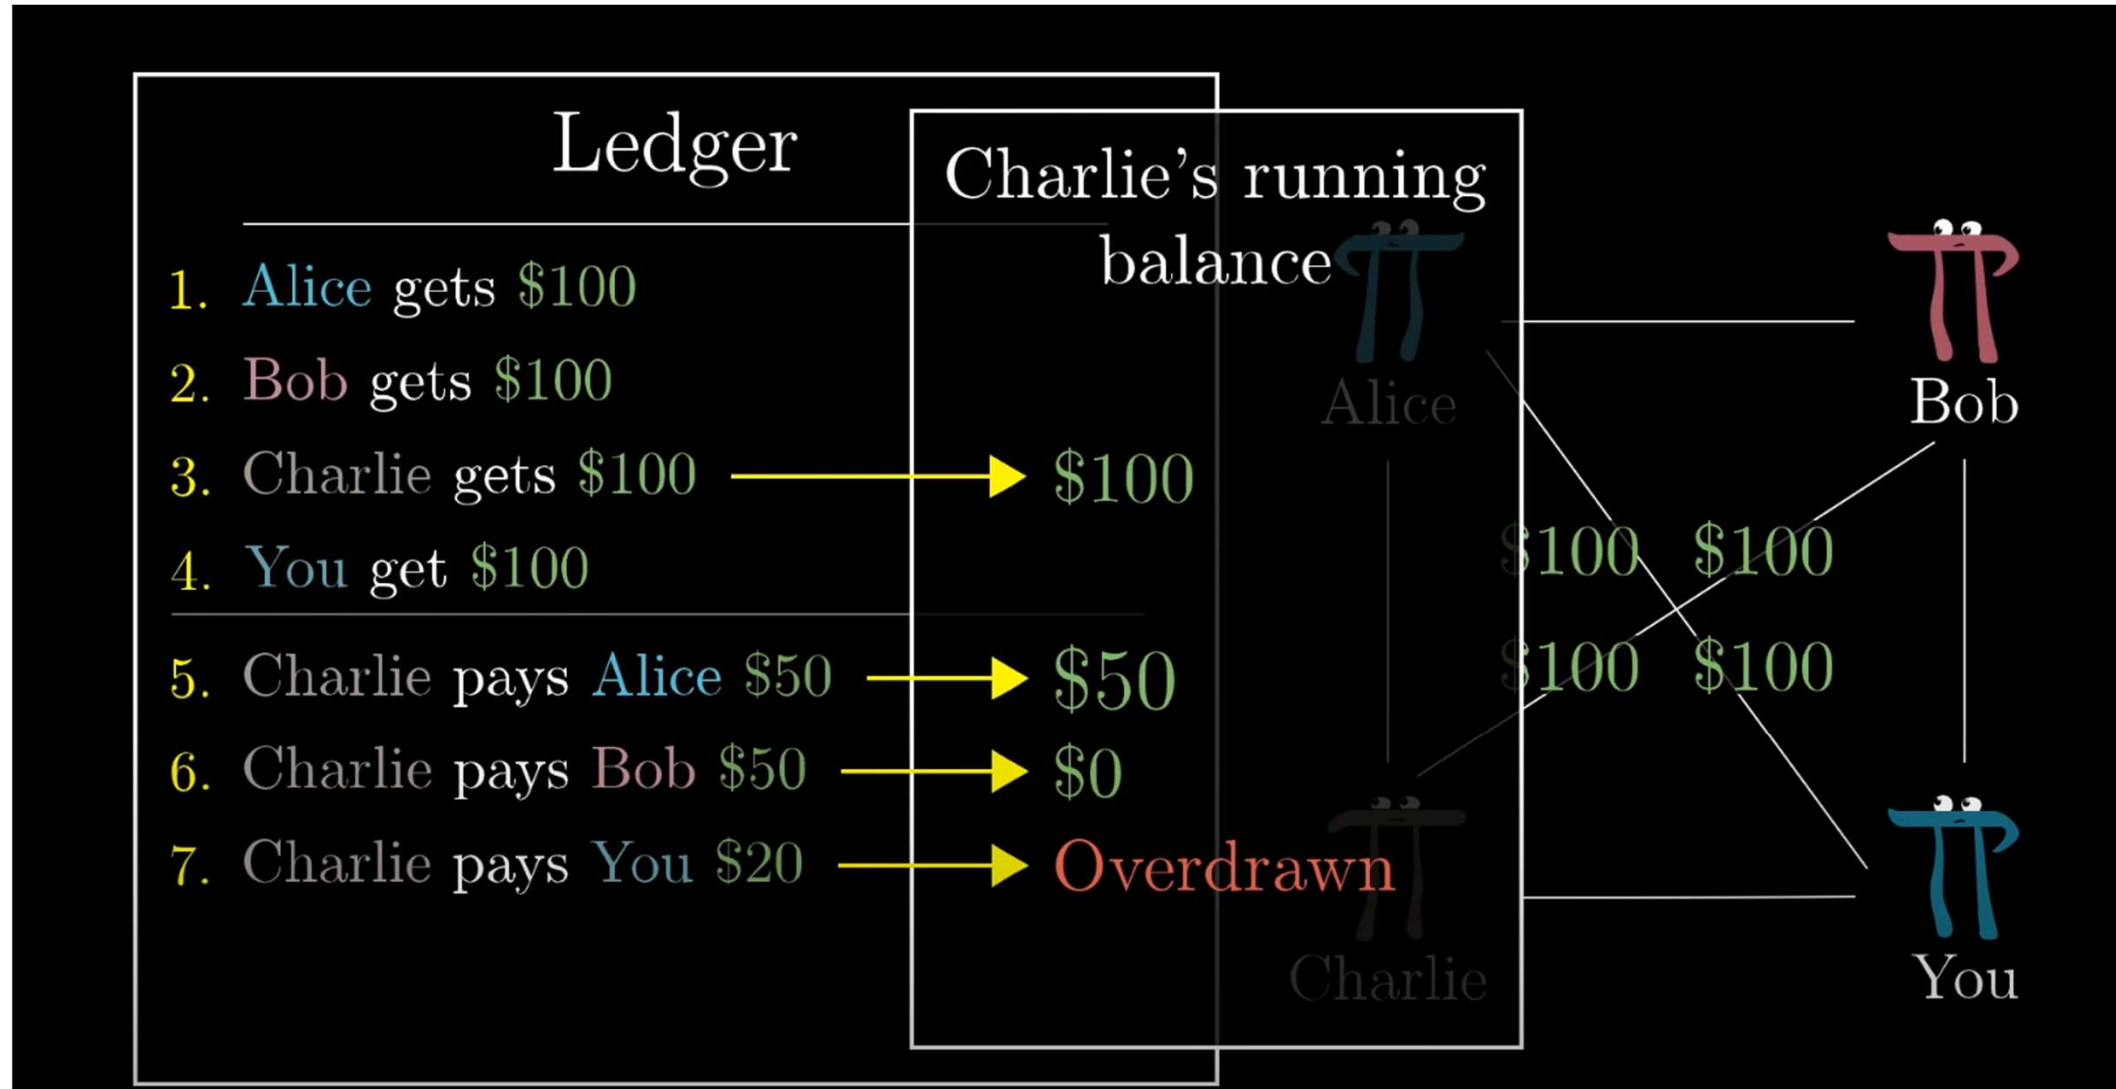 Ledger
1. Alice gets $100
2. Bob gets $100
3. Charlie gets $100
4. You get $100
5. Charlie pays Alice $50
6. Charlie pays Bob $50
7. Charlie pays You $20
Charlie's running
balance
$100
$50
$0
Overdrawn
Alice
Bob
$100 $100
$100 $100
Charlie
You